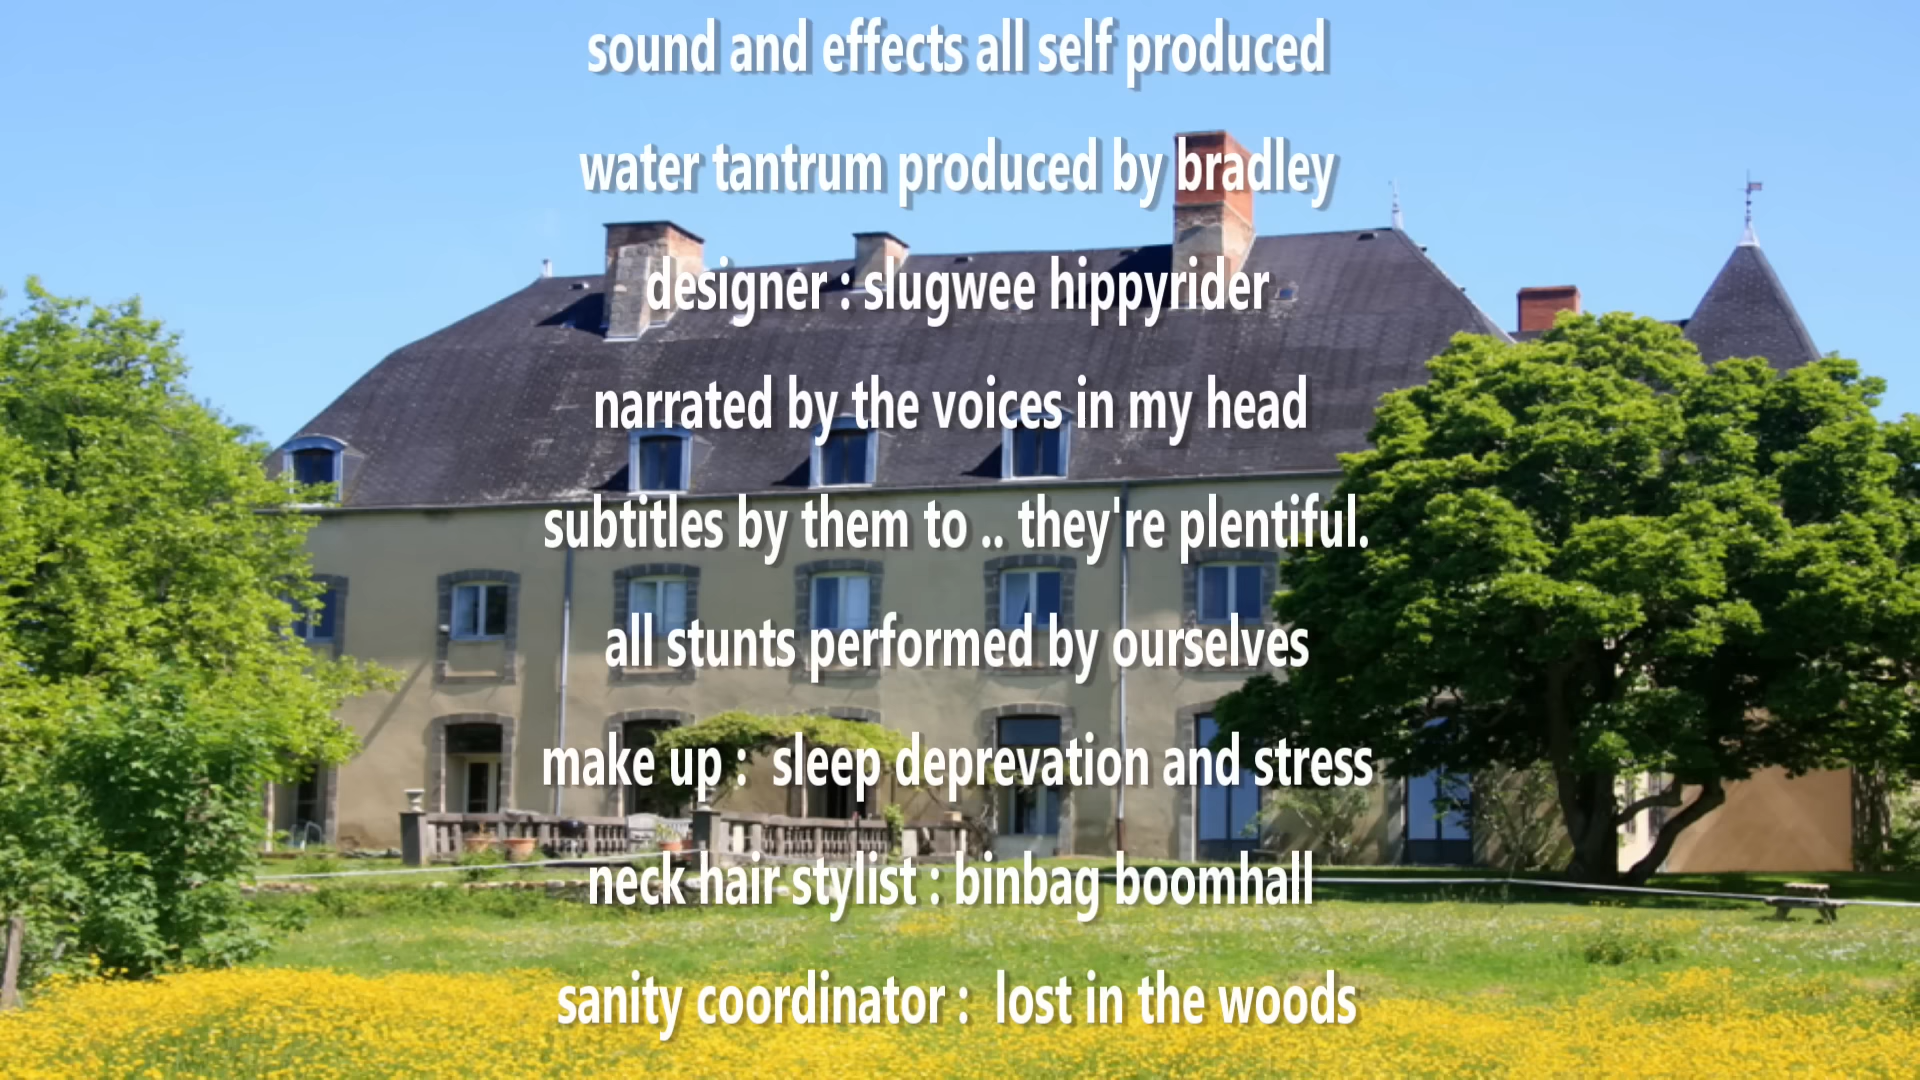 sound and effects all self produced
water tantrum produced by bradley
designer : slugwee hippyrider
narrated by the voices in my head
subtitles by them to .. they're plentiful.
all stunts performed by ourselves
make up :  sleep deprevation and stress
neck hair stylist : binbag boomhall
sanity coordinator :  lost in the woods